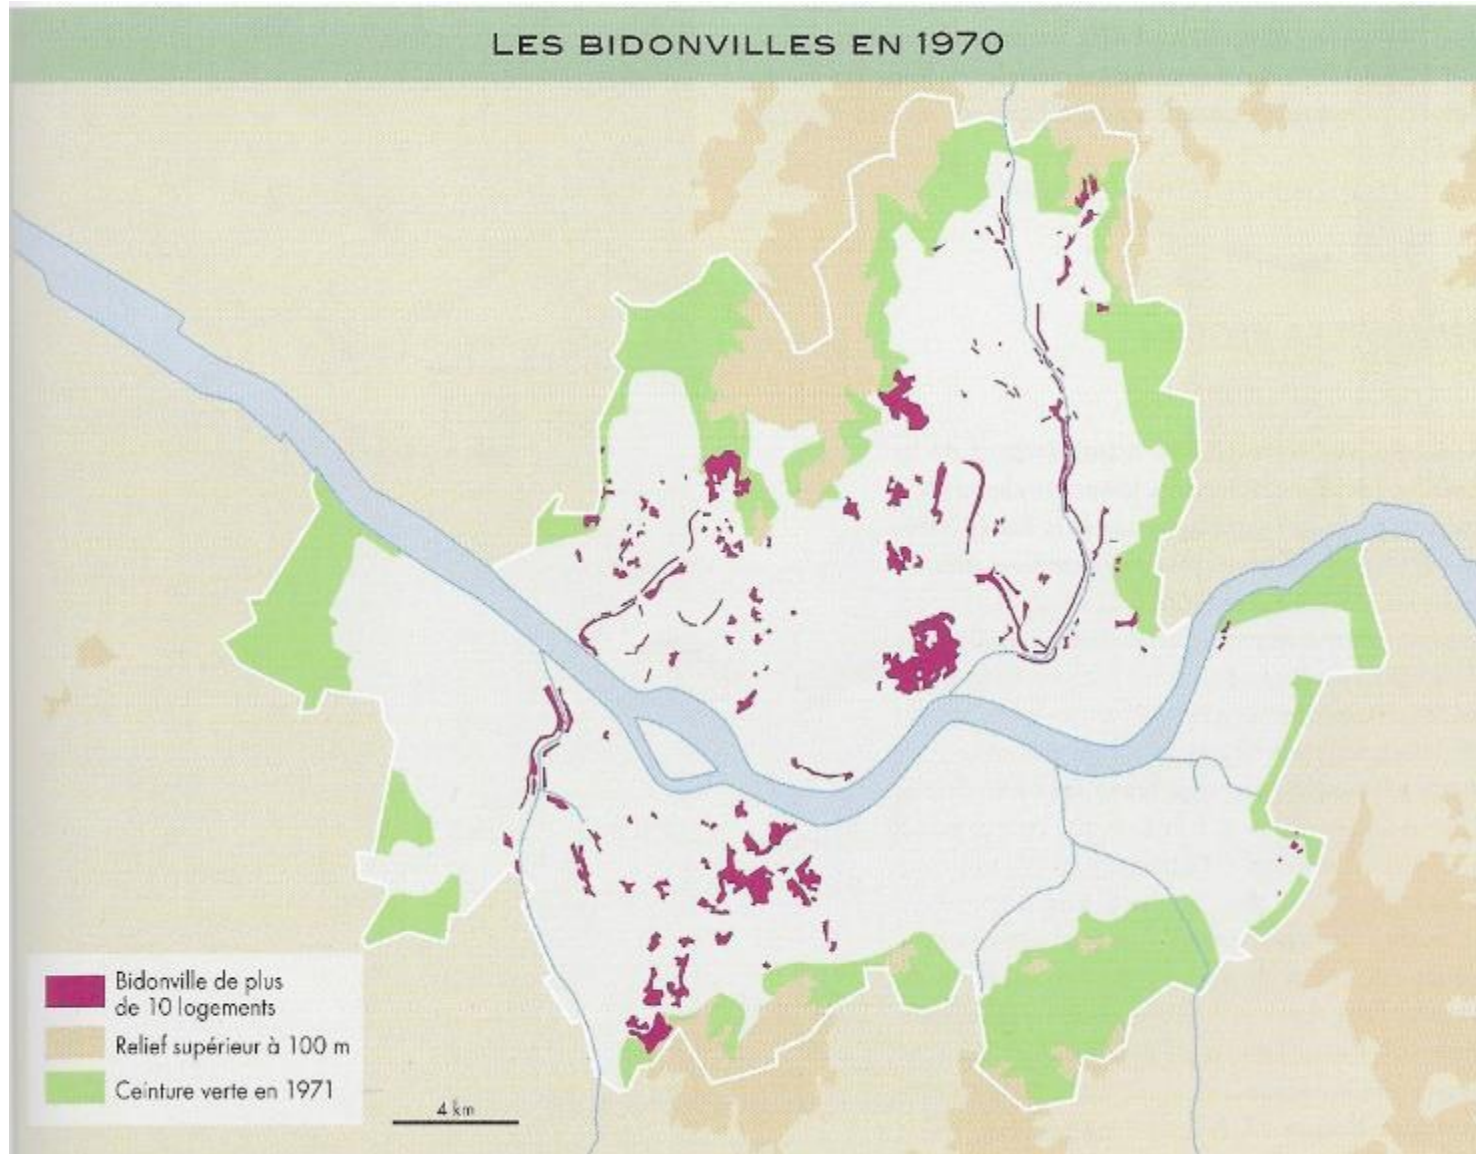 LES BIDONVILLES EN 1970
Bidonville de plus
de 10 logements
Relief supérieur à 100 m
Ceinture verte en 1971
4 km